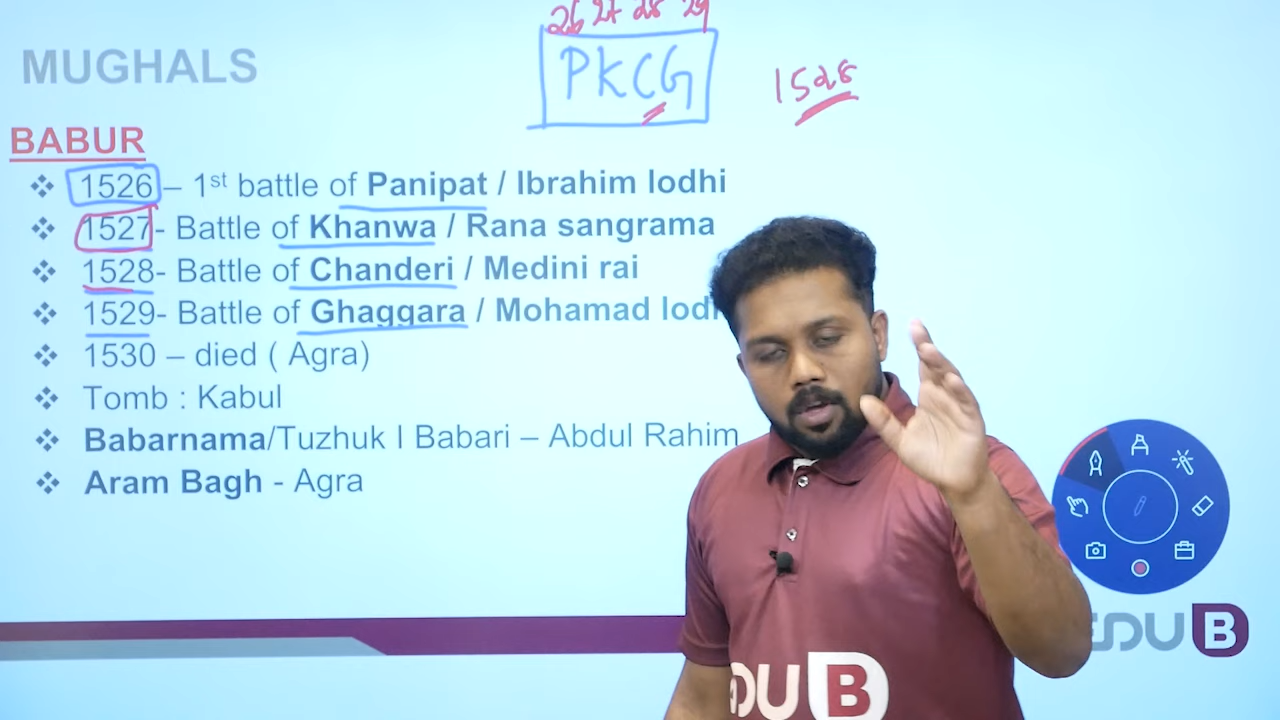 26 27 28 29
MUGHALS
PKCG
1528
BABUR
❖ 1526 – 1st battle of Panipat / Ibrahim lodhi
❖ 1527- Battle of Khanwa / Rana sangrama
❖ 1528- Battle of Chanderi / Medini rai
❖ 1529- Battle of Ghaggara / Mohamad
❖ 1530 – died ( Agra)
❖ Tomb : Kabul
❖ Babarnama/Tuzhuk I Babari – Abdul Rahim
❖ Aram Bagh - Agra
EDU B
EDU B